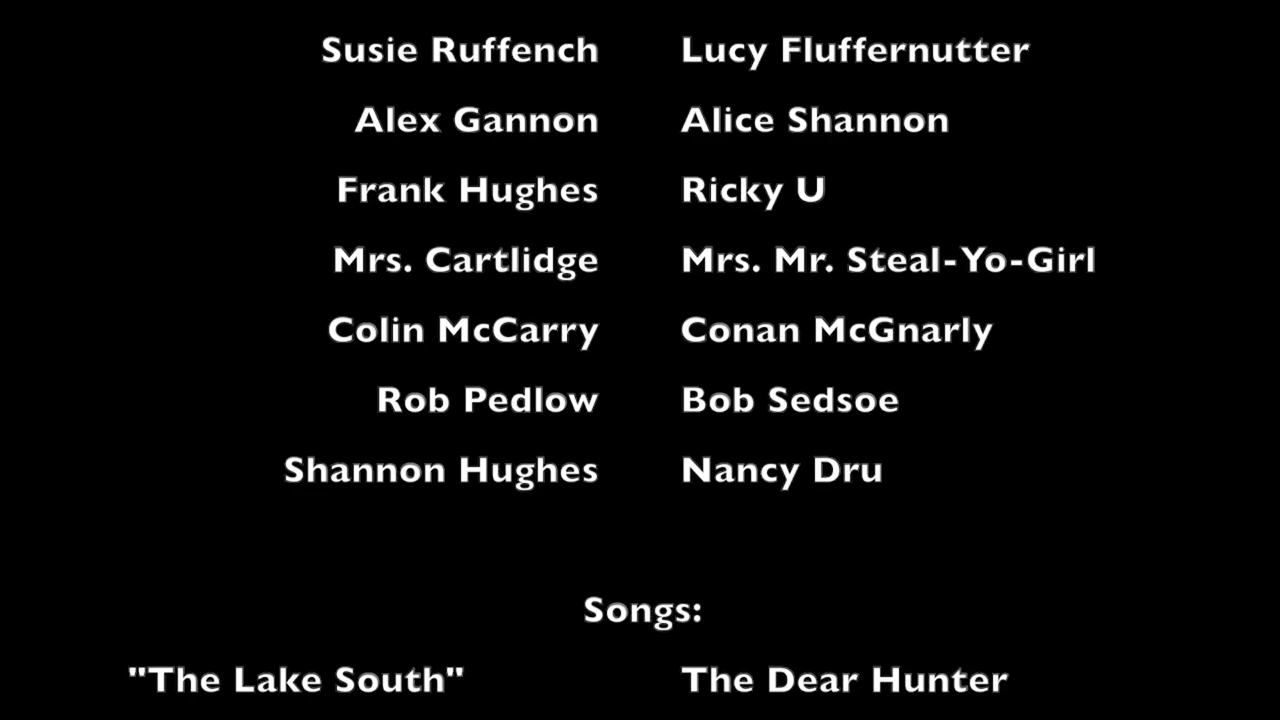 Susie Ruffench Lucy Fluffernutter
Alex Gannon Alice Shannon
Frank Hughes Ricky U
Mrs. Cartlidge Mrs. Mr. Steal-Yo-Girl
Colin McCarry Conan McGnarly
Rob Pedlow Bob Sedsoe
Shannon Hughes Nancy Dru
Songs:
"The Lake South" The Dear Hunter